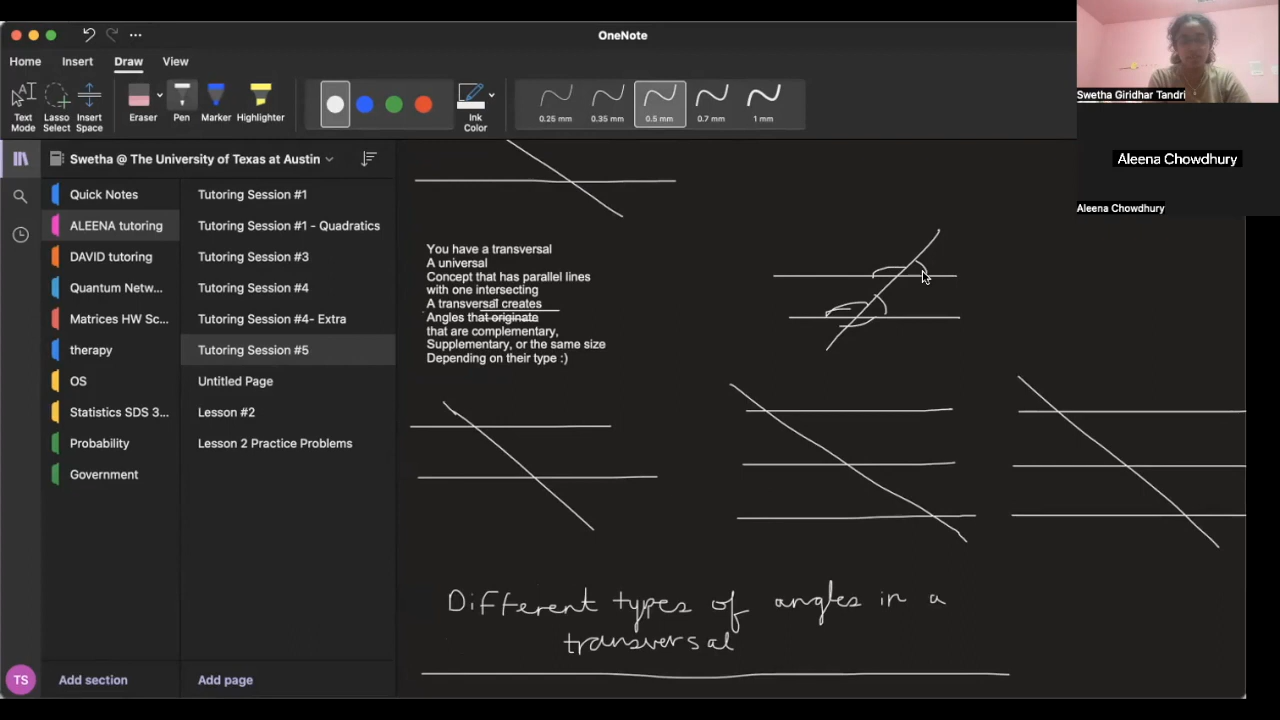 OneNote
Home Insert Draw View
Text Mode
Lasso Select
Insert Space
Eraser
Pen
Marker
Highlighter
Ink Color
0.25 mm
0.35 mm
0.5 mm
0.7 mm
1 mm
Swetha Giridhar Tandri
Aleena Chowdhury
Aleena Chowdhury
Swetha @ The University of Texas at Austin
Quick Notes
ALEENA tutoring
DAVID tutoring
Quantum Netw...
Matrices HW Sc...
therapy
OS
Statistics SDS 3...
Probability
Government
Tutoring Session #1
Tutoring Session #1 - Quadratics
Tutoring Session #3
Tutoring Session #4
Tutoring Session #4- Extra
Tutoring Session #5
Untitled Page
Lesson #2
Lesson 2 Practice Problems
You have a transversal
A universal
Concept that has parallel lines
with one intersecting
A transversal creates
Angles that originate
that are complementary,
Supplementary, or the same size
Depending on their type :)
Different types of angles in a
transversal
TS
Add section
Add page